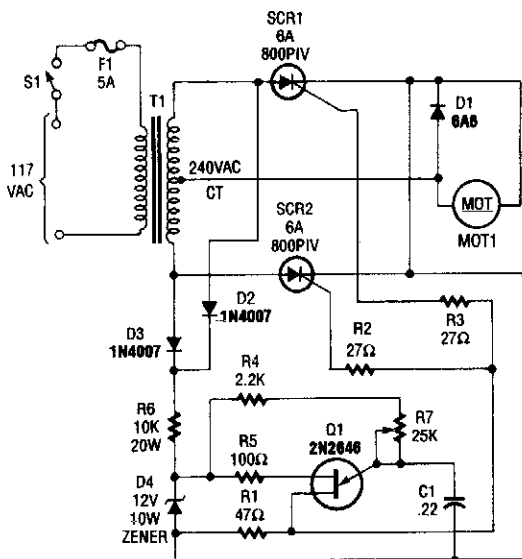 SCR1
6A
800PIV
F1
5A
S1
T1
D1
6A6
117
VAC
240VAC
CT
MOT
MOT1
SCR2
6A
800PIV
D2
1N4007
R3
27Ω
R2
27Ω
D3
1N4007
R4
2.2K
R6
10K
20W
Q1
2N2646
R7
25K
R5
100Ω
D4
12V
10W
ZENER
R1
47Ω
C1
.22